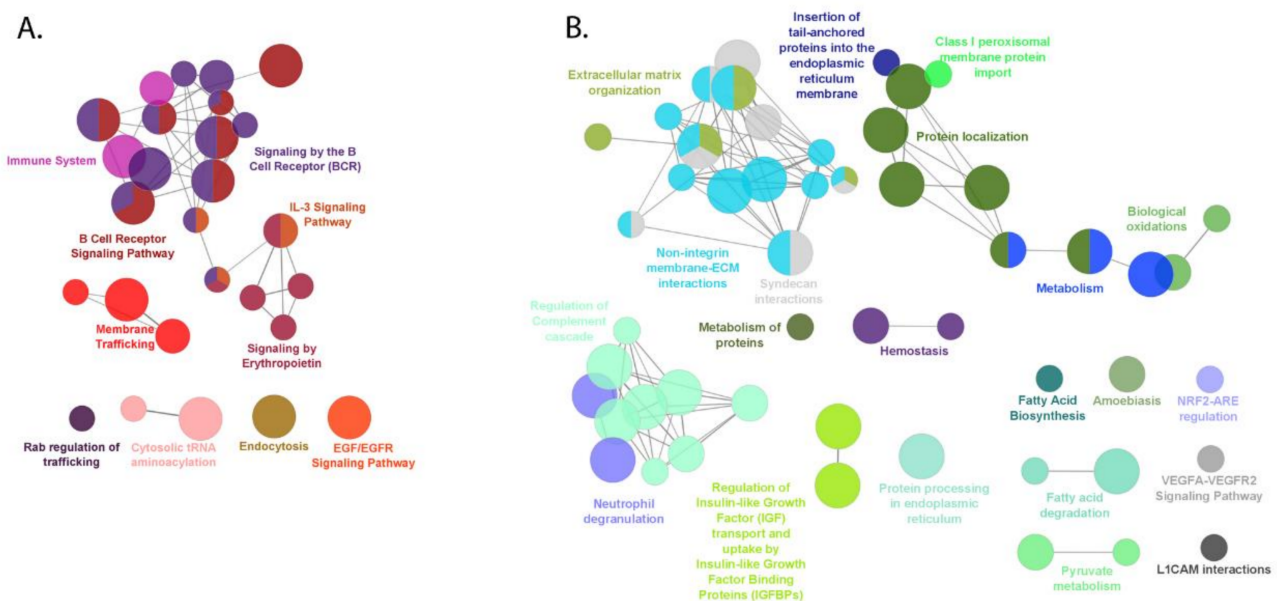 A.
Immune System
Signaling by the B
Cell Receptor (BCR)
IL-3 Signaling
Pathway
B Cell Receptor
Signaling Pathway
Membrane
Trafficking
Signaling by
Erythropoietin
Rab regulation of
trafficking
Cytosolic tRNA
aminoacylation
Endocytosis
EGF/EGFR
Signaling Pathway
B.
Extracellular matrix
organization
Insertion of
tail-anchored
proteins into the
endoplasmic
reticulum
membrane
Class I peroxisomal
membrane protein
import
Protein localization
Biological
oxidations
Non-integrin
membrane-ECM
interactions
Syndecan
interactions
Metabolism
Regulation of
Complement
cascade
Metabolism of
proteins
Hemostasis
Fatty Acid
Biosynthesis
Amoebiasis
NRF2-ARE
regulation
Neutrophil
degranulation
Regulation of
Insulin-like Growth
Factor (IGF)
transport and
uptake by
Insulin-like Growth
Factor Binding
Proteins (IGFBPs)
Protein processing
in endoplasmic
reticulum
Fatty acid
degradation
VEGFA-VEGFR2
Signaling Pathway
Pyruvate
metabolism
L1CAM interactions